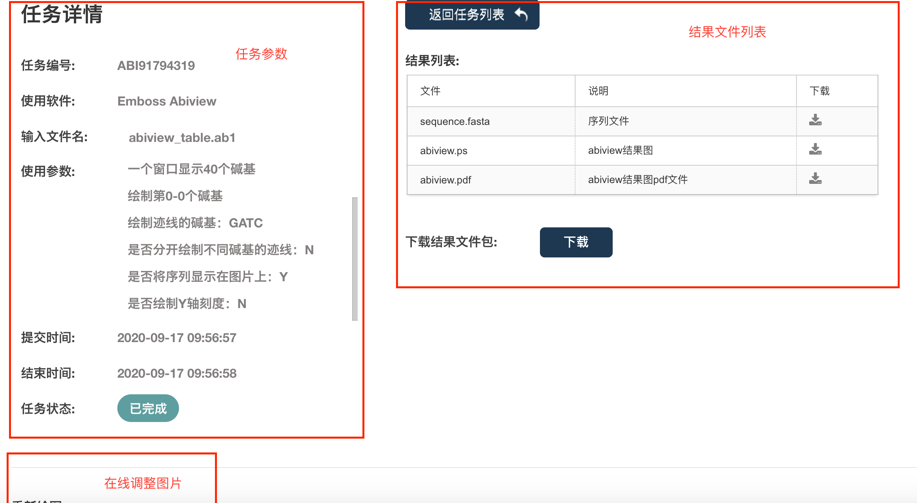 任务详情
任务参数
任务编号: ABI91794319
使用软件: Emboss Abiview
输入文件名: abiview_table.ab1
使用参数: 一个窗口显示40个碱基
绘制第0-0个碱基
绘制迹线的碱基：GATC
是否分开绘制不同碱基的迹线：N
是否将序列显示在图片上：Y
是否绘制Y轴刻度：N
提交时间: 2020-09-17 09:56:57
结束时间: 2020-09-17 09:56:58
任务状态: 已完成
返回任务列表
结果文件列表
结果列表:
文件 说明 下载
sequence.fasta 序列文件
abiview.ps abiview结果图
abiview.pdf abiview结果图pdf文件
下载结果文件包: 下载
在线调整图片